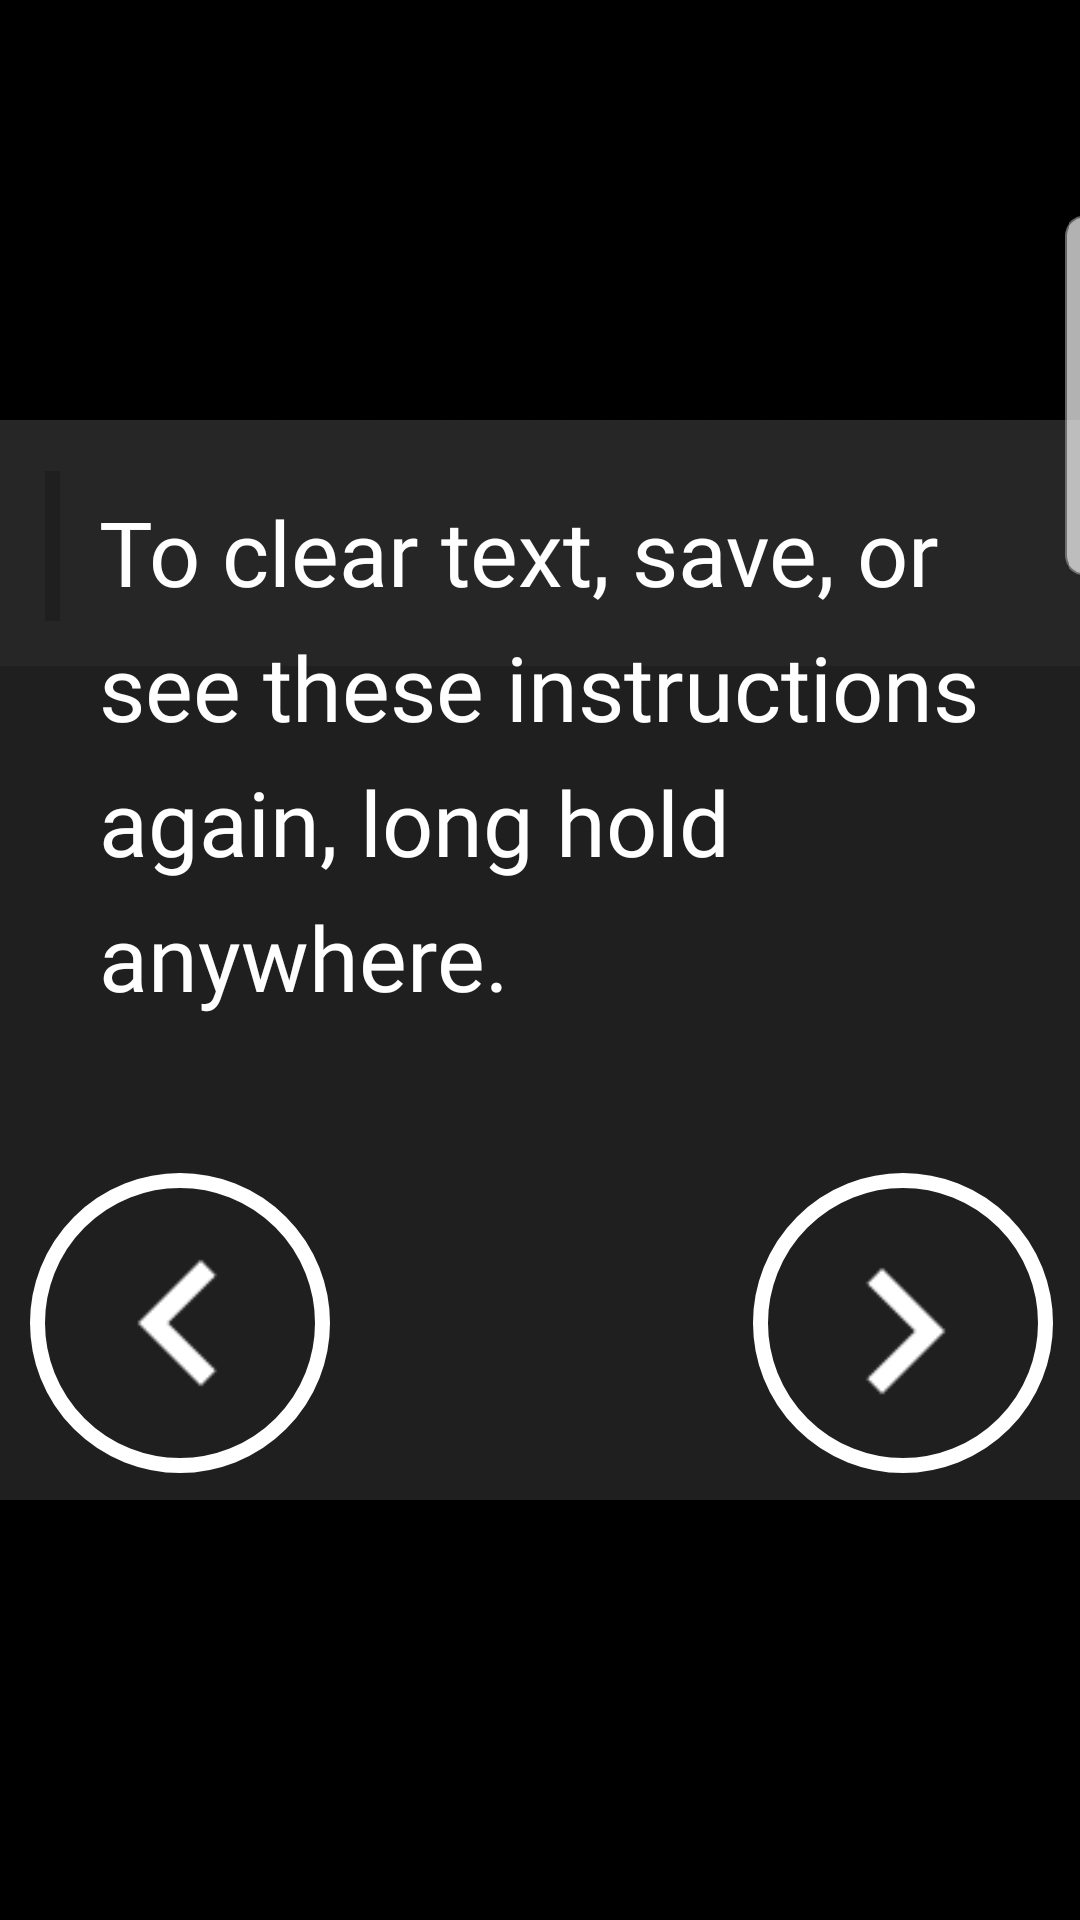 To clear text, save, or
see these instructions
again, long hold
anywhere.